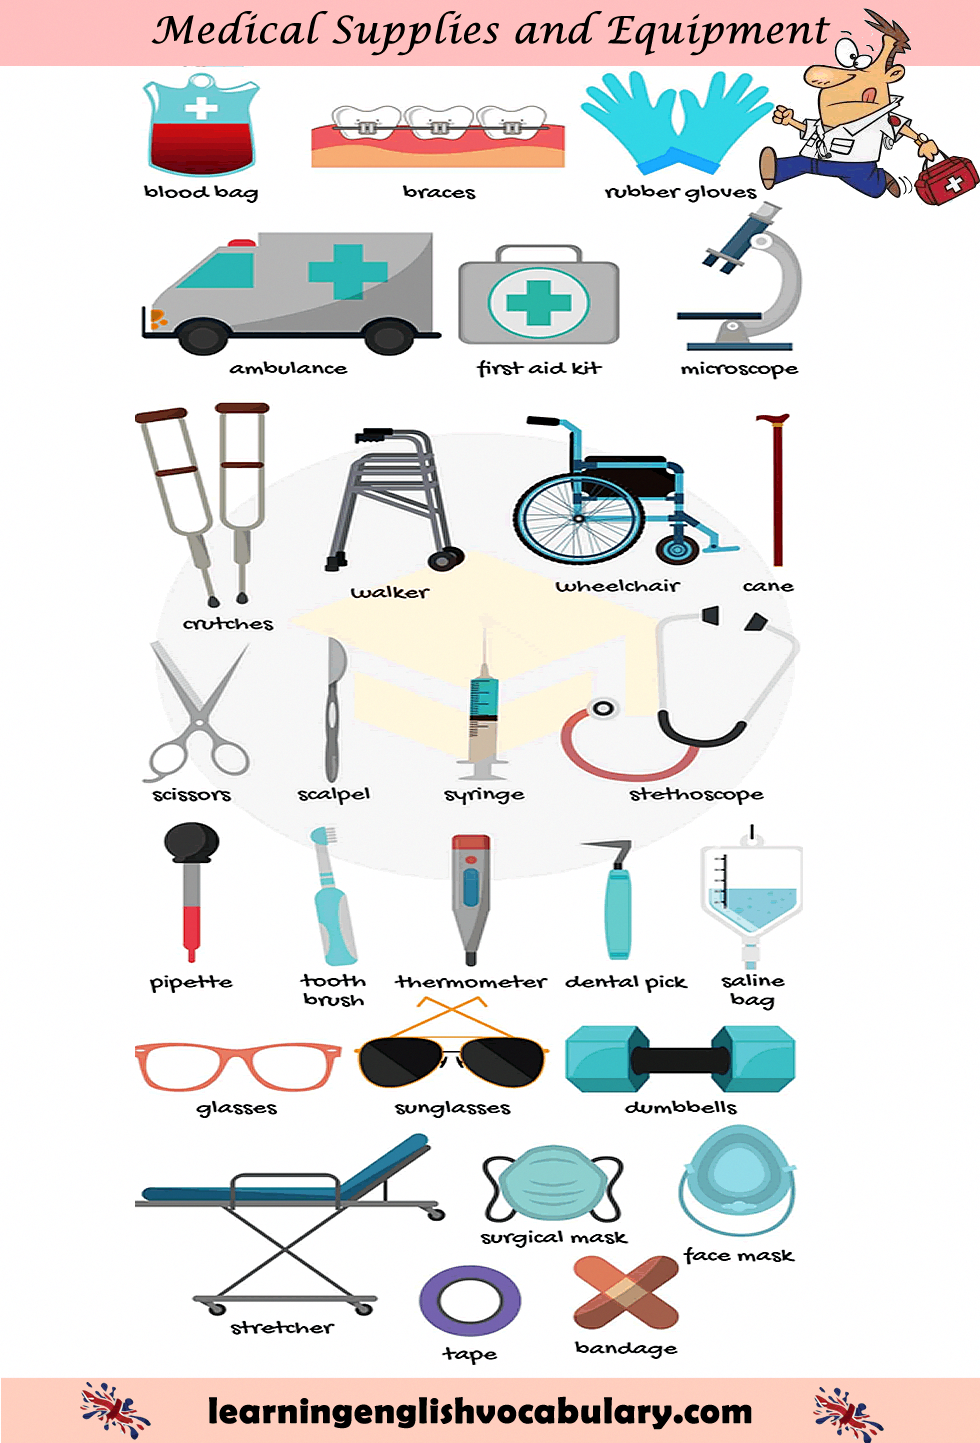 Medical Supplies and Equipment
blood bag
braces
rubber gloves
ambulance
first aid kit
microscope
crutches
walker
wheelchair
cane
scissors
scalpel
syringe
stethoscope
pipette
tooth
brush
thermometer
dental pick
saline
bag
glasses
sunglasses
dumbbells
stretcher
surgical mask
face mask
tape
bandage
learningenglishvocabulary.com